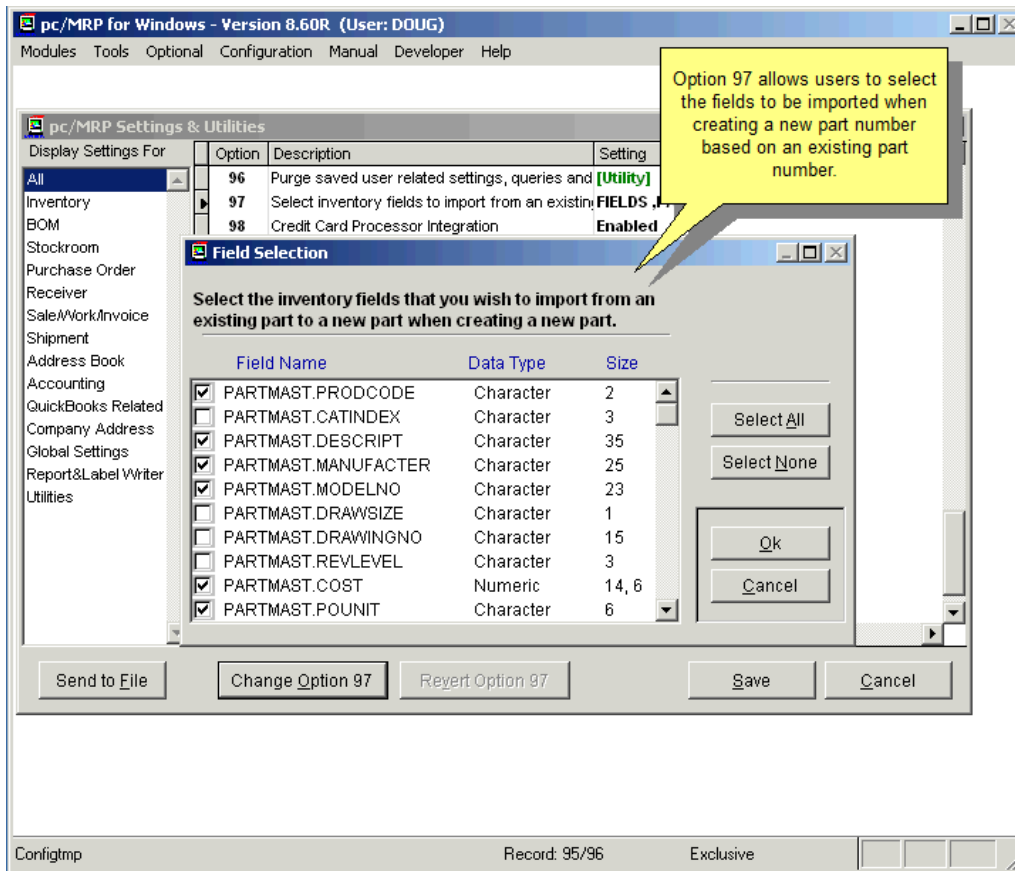 pc/MRP for Windows - Version 8.60R (User: DOUG)
Modules Tools Optional Configuration Manual Developer Help
Option 97 allows users to select
the fields to be imported when
creating a new part number
based on an existing part
number.
pc/MRP Settings & Utilities
Display Settings For
All
Inventory
BOM
Stockroom
Purchase Order
Receiver
Sale/Work/Invoice
Shipment
Address Book
Accounting
QuickBooks Related
Company Address
Global Settings
Report&Label Writer
Utilities
Option Description Setting
96 Purge saved user related settings, queries and [Utility]
97 Select inventory fields to import from an existin FIELDS
98 Credit Card Processor Integration Enabled
Field Selection
Select the inventory fields that you wish to import from an
existing part to a new part when creating a new part.
Field Name Data Type Size
PARTMAST.PRODCODE Character 2
PARTMAST.CATINDEX Character 3
PARTMAST.DESCRIPT Character 35
PARTMAST.MANUFACTER Character 25
PARTMAST.MODELNO Character 23
PARTMAST.DRAWSIZE Character 1
PARTMAST.DRAWINGNO Character 15
PARTMAST.REVLEVEL Character 3
PARTMAST.COST Numeric 14, 6
PARTMAST.POUNIT Character 6
Select All
Select None
Ok
Cancel
Send to File Change Option 97 Revert Option 97 Save Cancel
Configtmp Record: 95/96 Exclusive